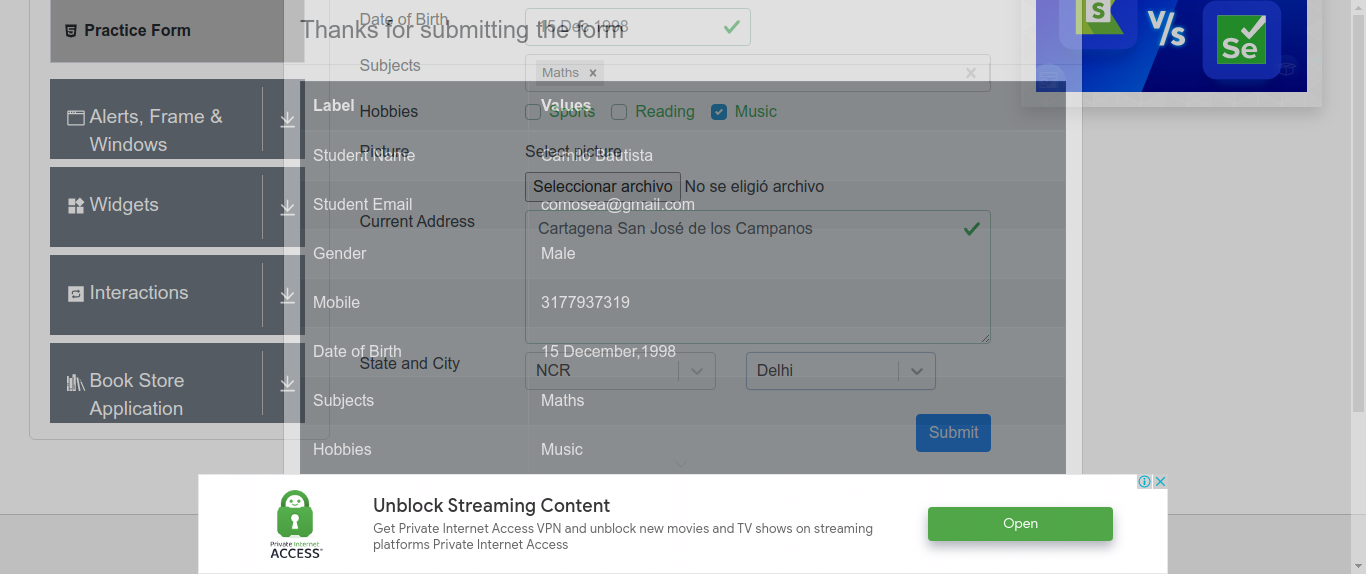 Practice Form
Alerts, Frame &
Windows
Widgets
Interactions
Book Store
Application
Date of Birth
15 Dec 1998
Thanks for submitting the form
Subjects
Maths ×
Label Values
Hobbies
Sports Reading Music
Picture
Select picture
Student Name Camilo Bautista
Seleccionar archivo No se eligió archivo
Student Email comosea@gmail.com
Current Address
Cartagena San José de los Campanos
Gender Male
Mobile 3177937319
Date of Birth 15 December,1998
State and City
NCR Delhi
Subjects Maths
Submit
Hobbies Music
S V/s Se
Private Internet
ACCESS
Unblock Streaming Content
Get Private Internet Access VPN and unblock new movies and TV shows on streaming
platforms Private Internet Access
Open